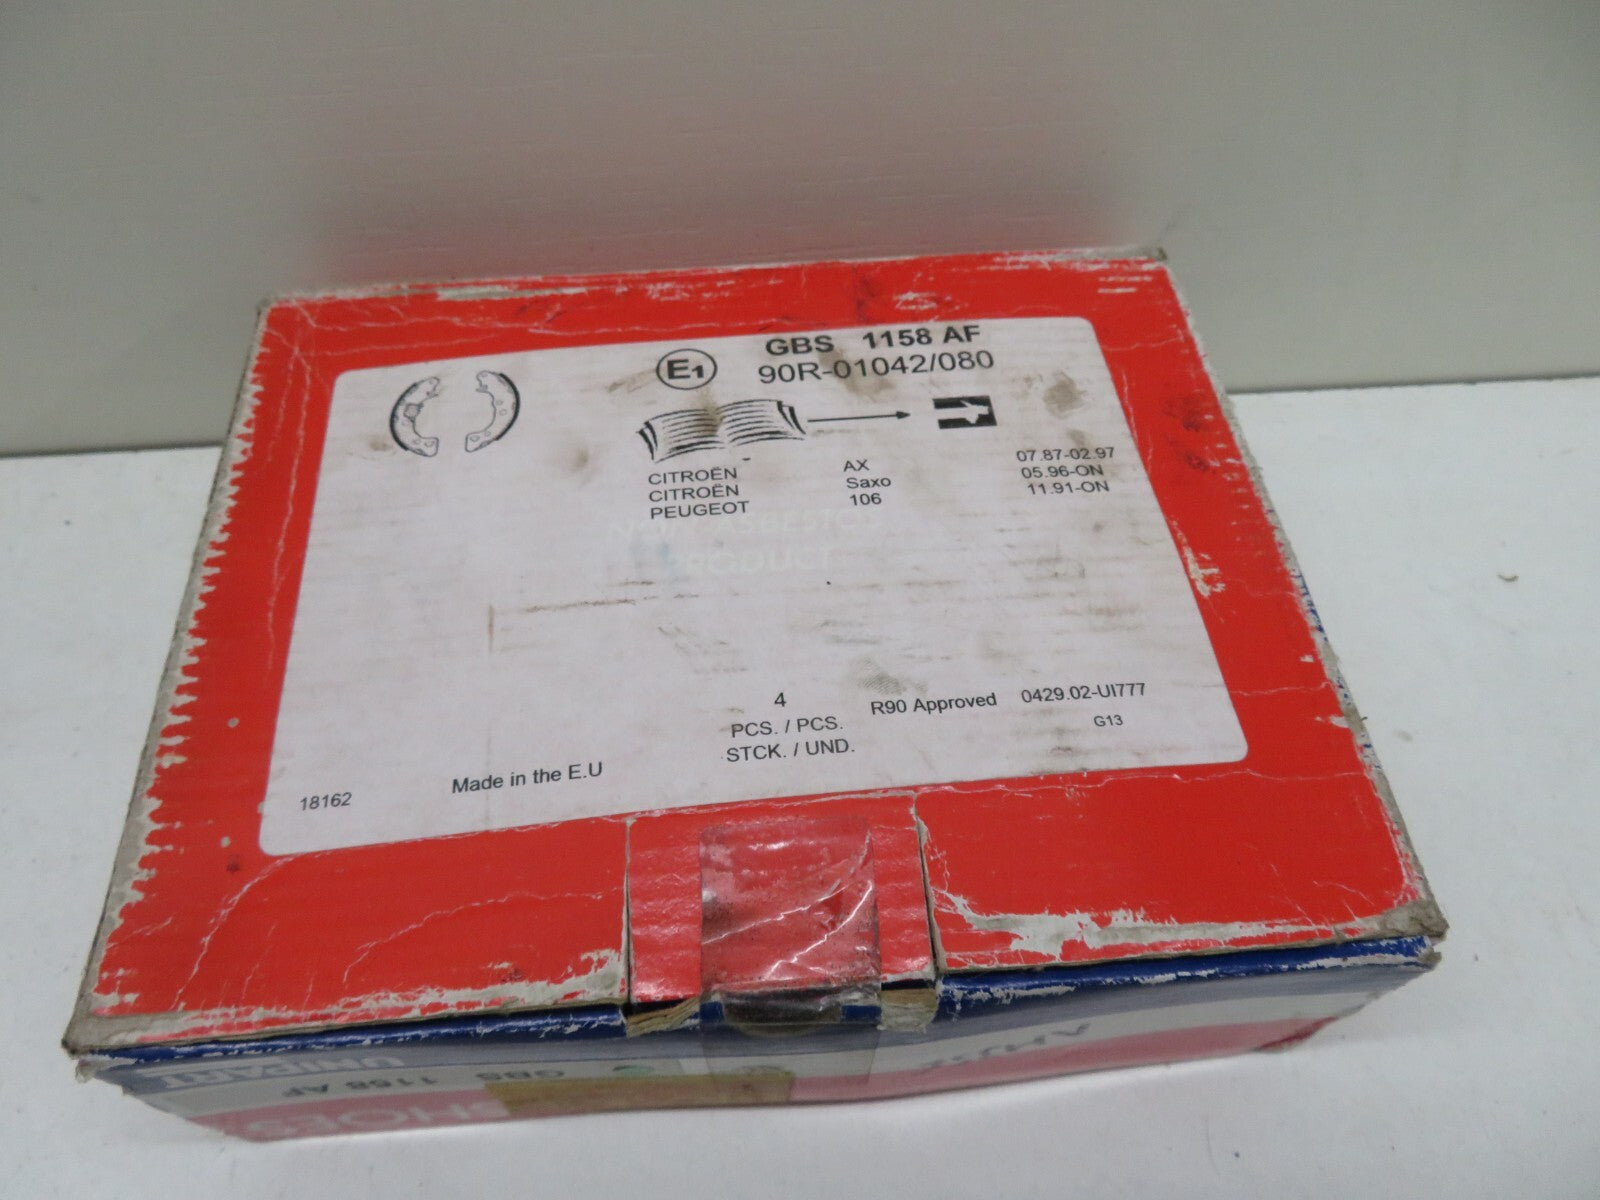 GBS 1158 AF
E1 90R-01042/080
CITROËN AX 07.87-02.97
CITROËN Saxo 05.96-ON
PEUGEOT 106 11.91-ON
NON ASBESTOS
PRODUCT
4
PCS. / PCS.
STCK. / UND.
R90 Approved 0429.02-UI777
G13
Made in the E.U
18162
UNIPART
GBS 1158 AF
SHOES